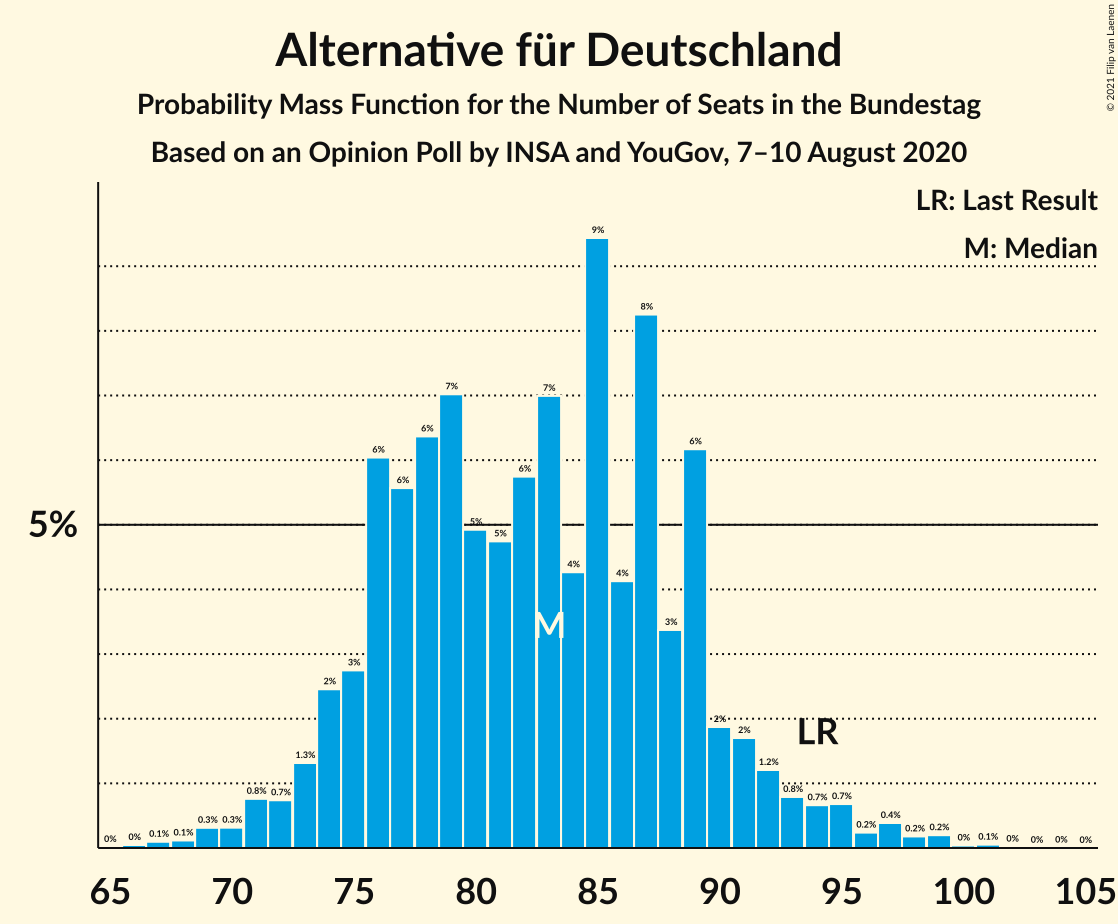 Alternative für Deutschland
Probability Mass Function for the Number of Seats in the Bundestag
Based on an Opinion Poll by INSA and YouGov, 7–10 August 2020
© 2021 Filip van Laenen
LR: Last Result
M: Median
5%
0% 0% 0.1% 0.1% 0.3% 0.3% 0.8% 0.7% 1.3% 2% 3% 6% 6% 6% 7% 5% 5% 6% 7% 4% 9% 4% 8% 3% 6% 2% 2% 1.2% 0.8% 0.7% 0.7% 0.2% 0.4% 0.2% 0.2% 0% 0.1% 0% 0% 0% 0%
M
LR
65 70 75 80 85 90 95 100 105